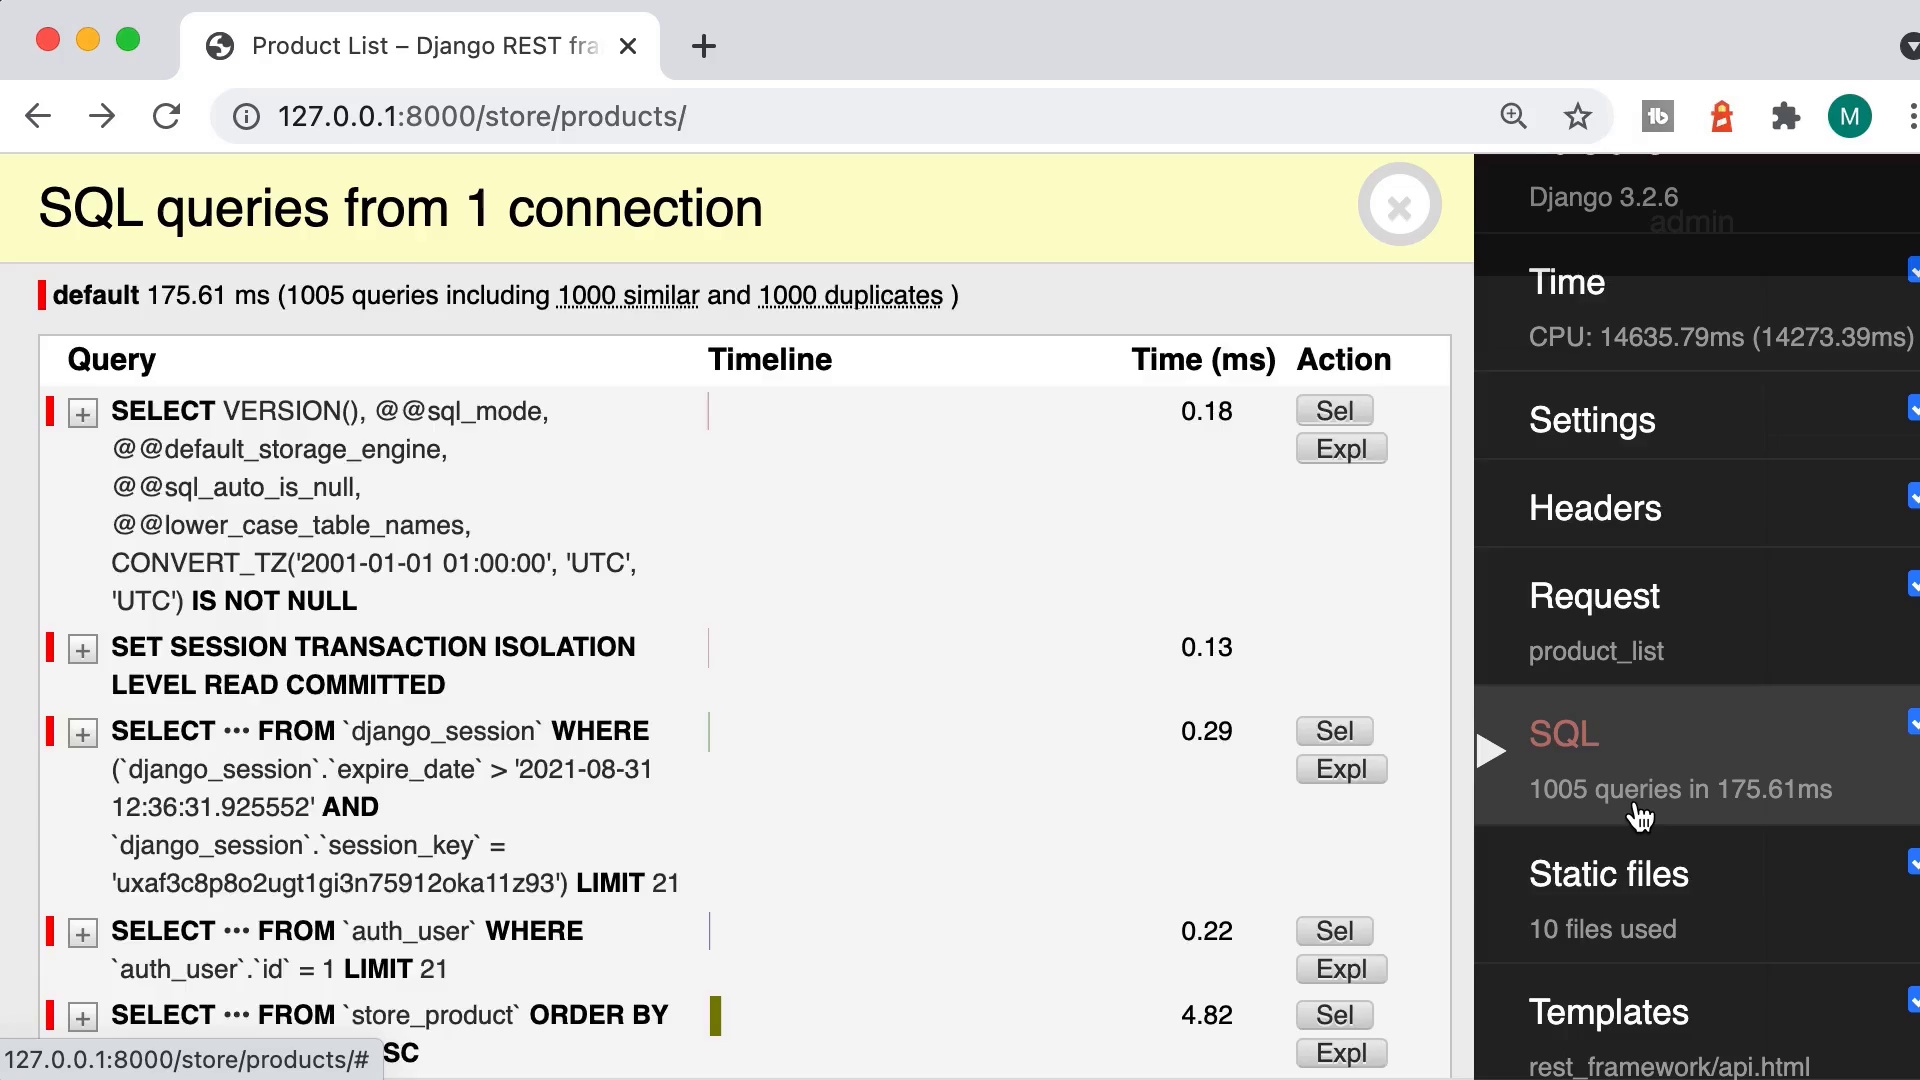 Product List – Django REST fra
127.0.0.1:8000/store/products/
M
SQL queries from 1 connection
default 175.61 ms (1005 queries including 1000 similar and 1000 duplicates )
Query Timeline Time (ms) Action
SELECT VERSION(), @@sql_mode, 0.18 Sel
@@default_storage_engine, Expl
@@sql_auto_is_null,
@@lower_case_table_names,
CONVERT_TZ('2001-01-01 01:00:00', 'UTC',
'UTC') IS NOT NULL
SET SESSION TRANSACTION ISOLATION 0.13
LEVEL READ COMMITTED
SELECT ••• FROM `django_session` WHERE 0.29 Sel
(`django_session`.`expire_date` > '2021-08-31 Expl
12:36:31.925552' AND
`django_session`.`session_key` =
'uxaf3c8p8o2ugt1gi3n75912oka11z93') LIMIT 21
SELECT ••• FROM `auth_user` WHERE 0.22 Sel
`auth_user`.`id` = 1 LIMIT 21 Expl
SELECT ••• FROM `store_product` ORDER BY 4.82 Sel
SC Expl
127.0.0.1:8000/store/products/#
Django 3.2.6
admin
Time
CPU: 14635.79ms (14273.39ms)
Settings
Headers
Request
product_list
SQL
1005 queries in 175.61ms
Static files
10 files used
Templates
rest_framework/api.html